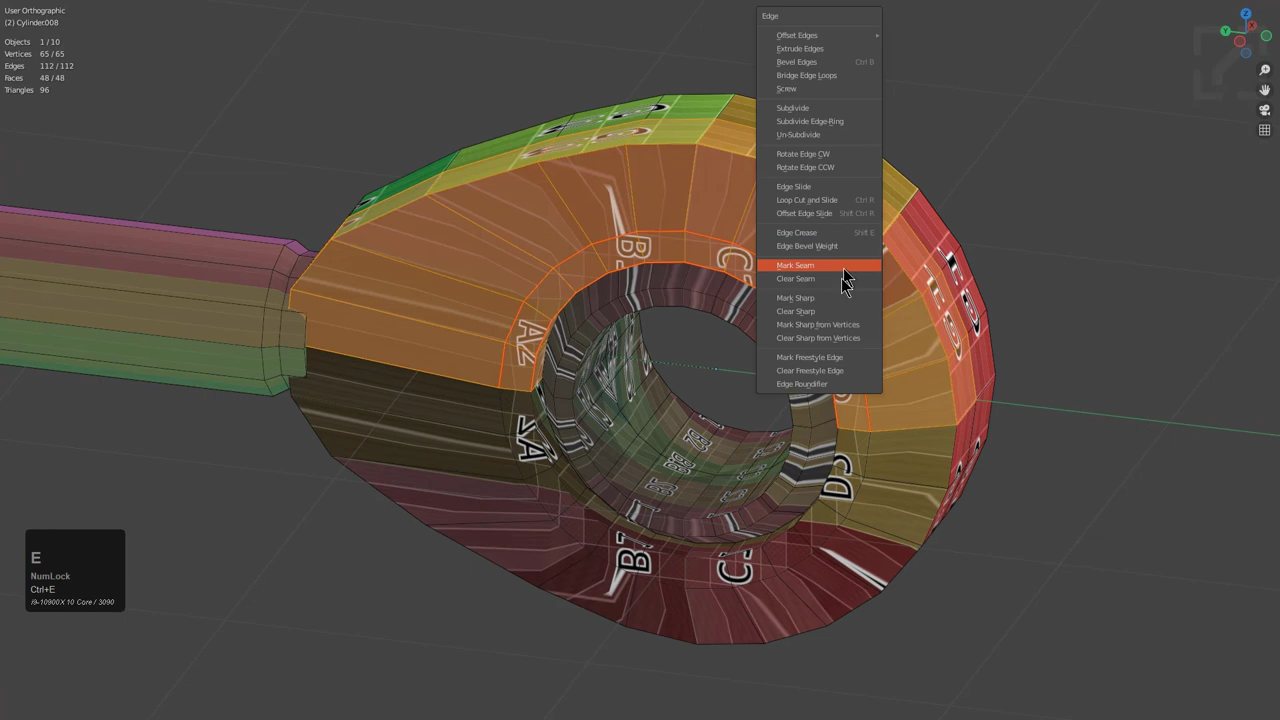 User Orthographic
(2) Cylinder.008
Objects 1 / 10
Vertices 65 / 65
Edges 112 / 112
Faces 48 / 48
Triangles 96
Edge
Offset Edges
Extrude Edges
Bevel Edges Ctrl B
Bridge Edge Loops
Screw
Subdivide
Subdivide Edge-Ring
Un-Subdivide
Rotate Edge CW
Rotate Edge CCW
Edge Slide
Loop Cut and Slide Ctrl R
Offset Edge Slide Shift Ctrl R
Edge Crease Shift E
Edge Bevel Weight
Mark Seam
Clear Seam
Mark Sharp
Clear Sharp
Mark Sharp from Vertices
Clear Sharp from Vertices
Mark Freestyle Edge
Clear Freestyle Edge
Edge Roundifier
Z
Y
X
E
NumLock
Ctrl+E
i9-10900X 10 Core / 3090